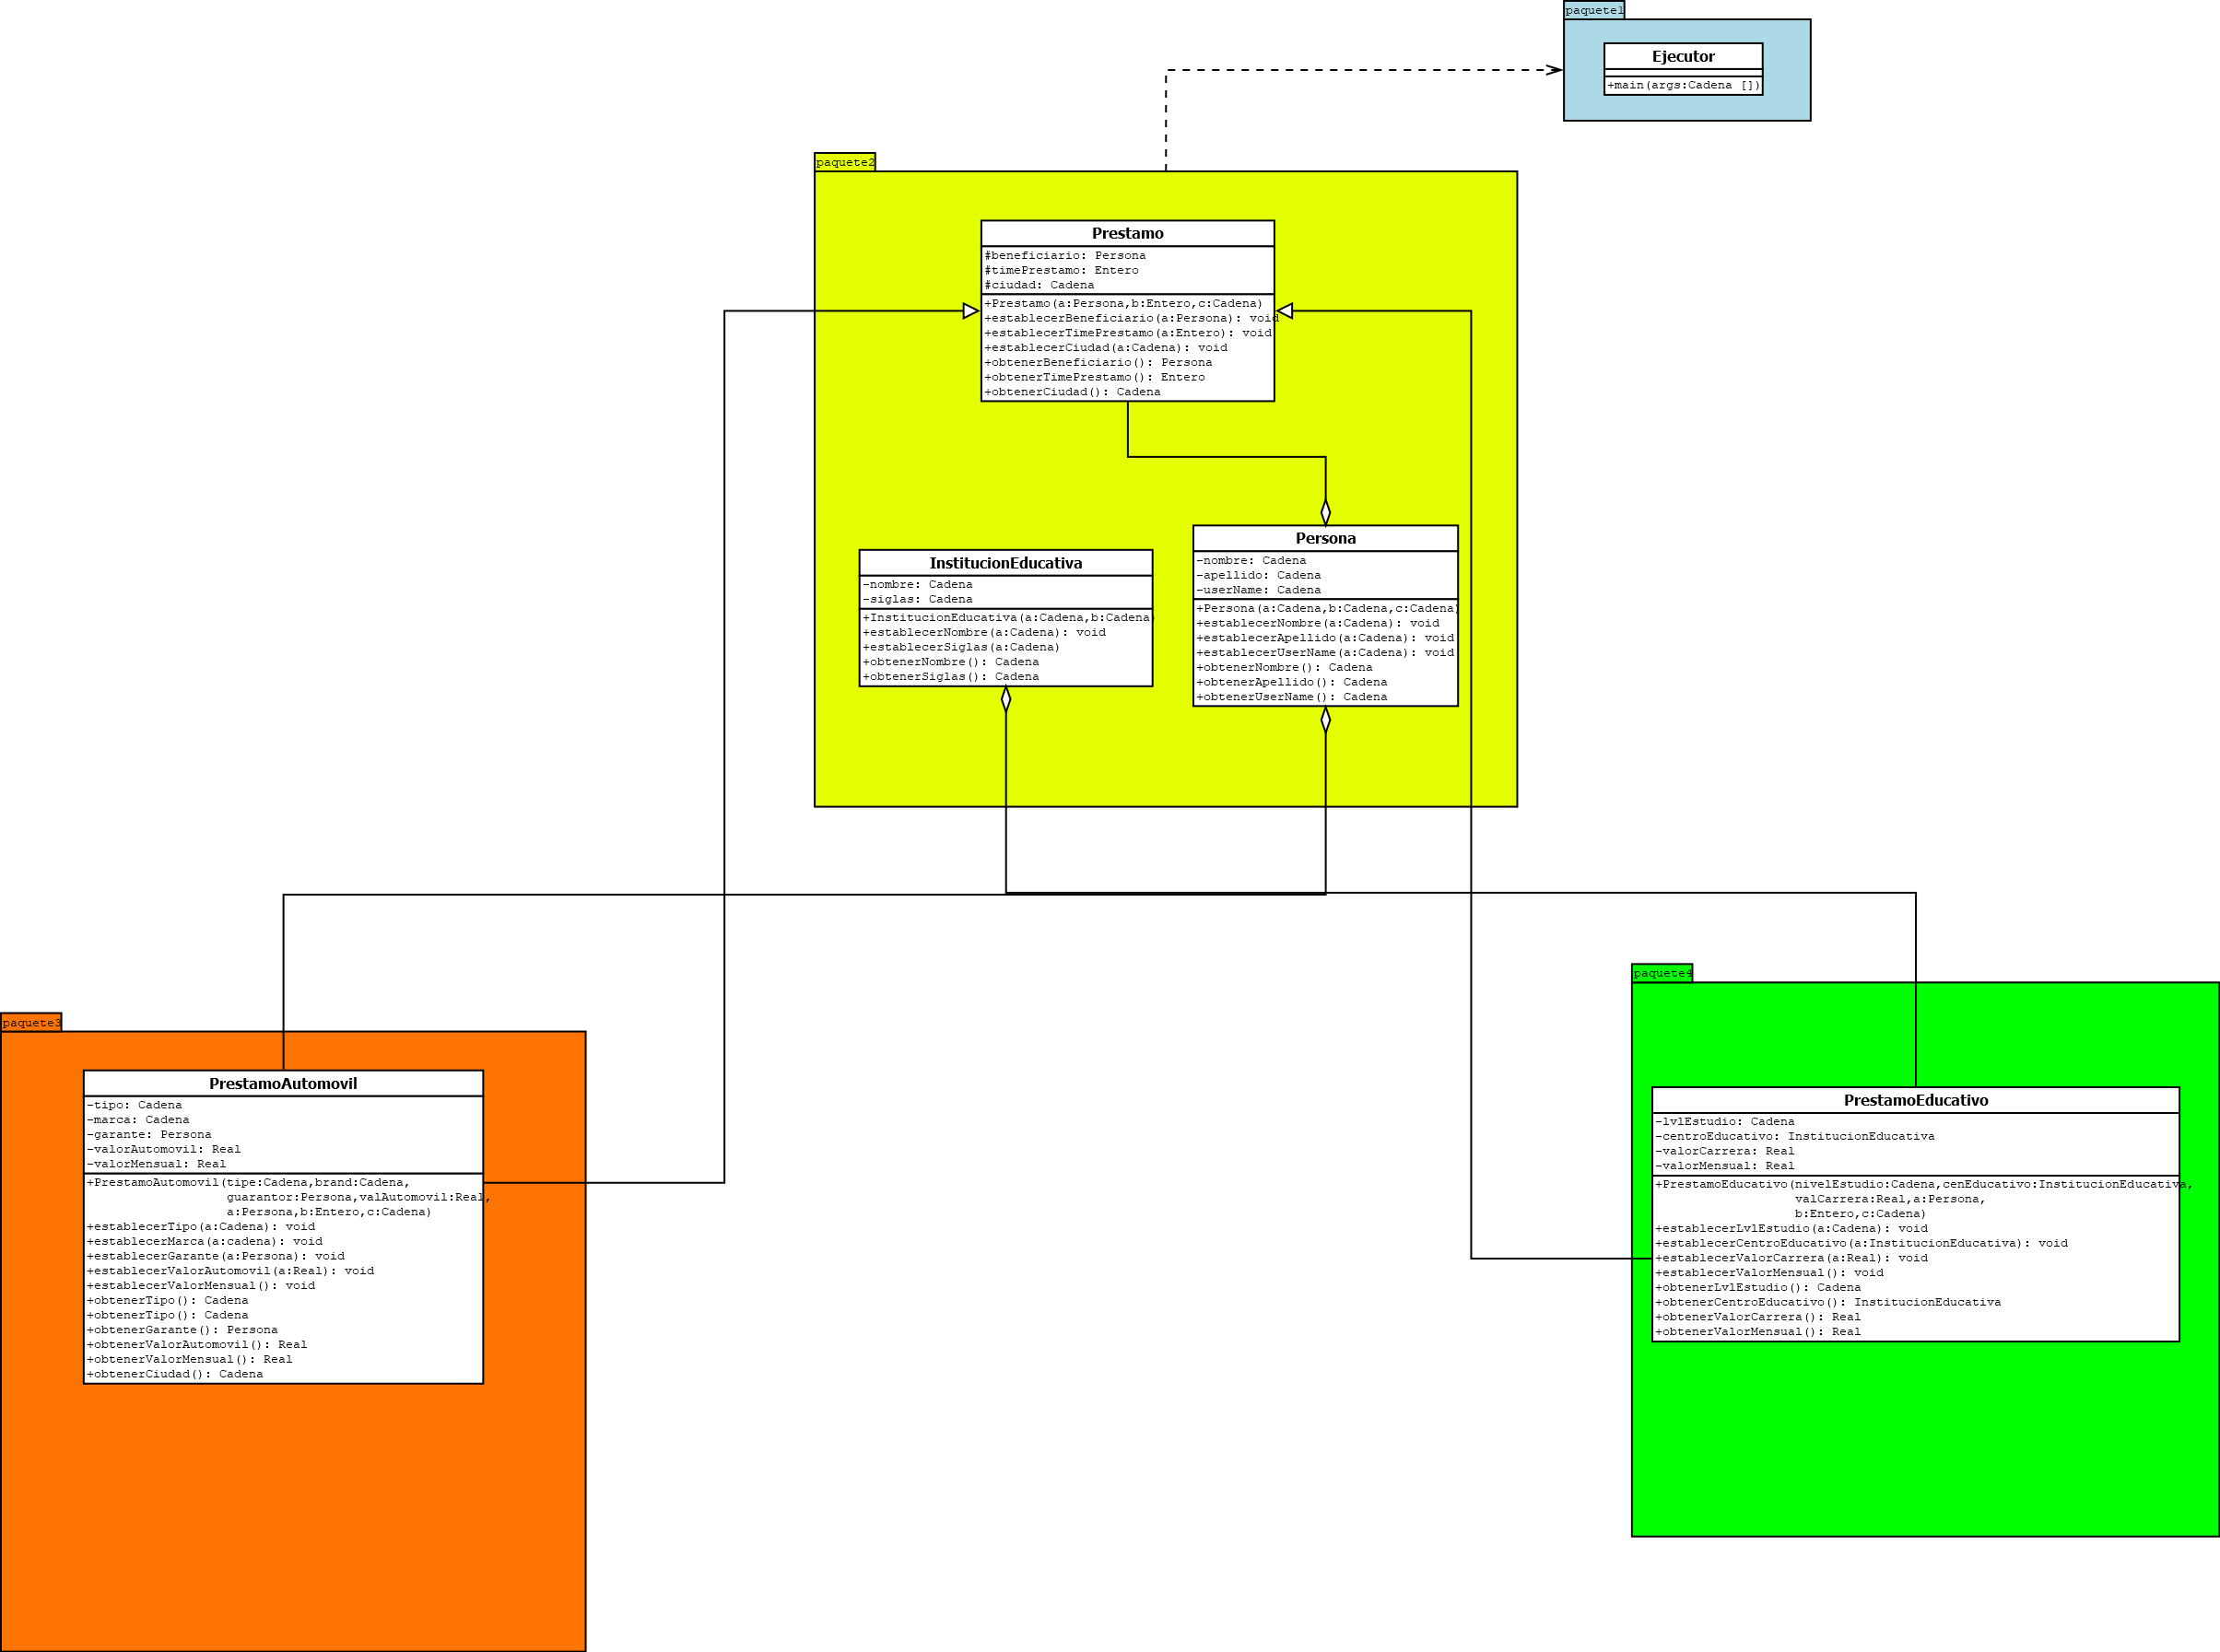 paquete1
Ejecutor
+main(args:Cadena [])
paquete2
Prestamo
#beneficiario: Persona
#timePrestamo: Entero
#ciudad: Cadena
+Prestamo(a:Persona,b:Entero,c:Cadena)
+establecerBeneficiario(a:Persona): void
+establecerTimePrestamo(a:Entero): void
+establecerCiudad(a:Cadena): void
+obtenerBeneficiario(): Persona
+obtenerTimePrestamo(): Entero
+obtenerCiudad(): Cadena
InstitucionEducativa
-nombre: Cadena
-siglas: Cadena
+InstitucionEducativa(a:Cadena,b:Cadena)
+establecerNombre(a:Cadena): void
+establecerSiglas(a:Cadena)
+obtenerNombre(): Cadena
+obtenerSiglas(): Cadena
Persona
-nombre: Cadena
-apellido: Cadena
-userName: Cadena
+Persona(a:Cadena,b:Cadena,c:Cadena)
+establecerNombre(a:Cadena): void
+establecerApellido(a:Cadena): void
+establecerUserName(a:Cadena): void
+obtenerNombre(): Cadena
+obtenerApellido(): Cadena
+obtenerUserName(): Cadena
paquete3
PrestamoAutomovil
-tipo: Cadena
-marca: Cadena
-garante: Persona
-valorAutomovil: Real
-valorMensual: Real
+PrestamoAutomovil(tipe:Cadena,brand:Cadena,
guarantor:Persona,valAutomovil:Real,
a:Persona,b:Entero,c:Cadena)
+establecerTipo(a:Cadena): void
+establecerMarca(a:cadena): void
+establecerGarante(a:Persona): void
+establecerValorAutomovil(a:Real): void
+establecerValorMensual(): void
+obtenerTipo(): Cadena
+obtenerTipo(): Cadena
+obtenerGarante(): Persona
+obtenerValorAutomovil(): Real
+obtenerValorMensual(): Real
+obtenerCiudad(): Cadena
paquete4
PrestamoEducativo
-lvlEstudio: Cadena
-centroEducativo: InstitucionEducativa
-valorCarrera: Real
-valorMensual: Real
+PrestamoEducativo(nivelEstudio:Cadena,cenEducativo:InstitucionEducativa,
valCarrera:Real,a:Persona,
b:Entero,c:Cadena)
+establecerLvlEstudio(a:Cadena): void
+establecerCentroEducativo(a:InstitucionEducativa): void
+establecerValorCarrera(a:Real): void
+establecerValorMensual(): void
+obtenerLvlEstudio(): Cadena
+obtenerCentroEducativo(): InstitucionEducativa
+obtenerValorCarrera(): Real
+obtenerValorMensual(): Real